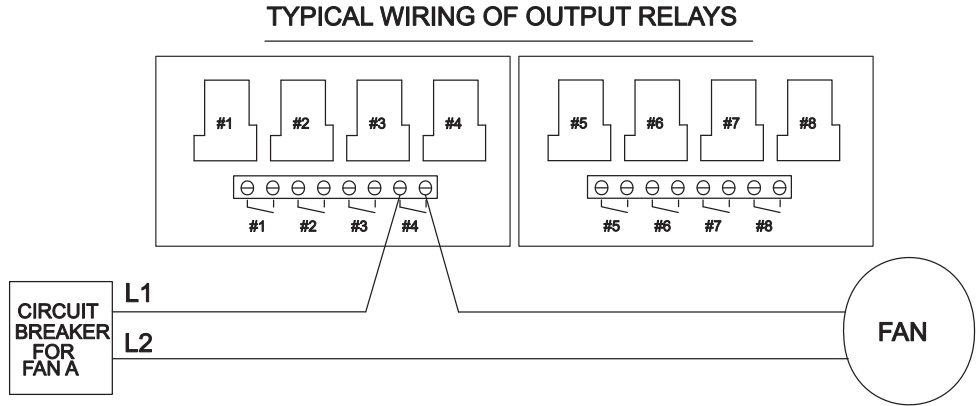 TYPICAL WIRING OF OUTPUT RELAYS
#1 #2 #3 #4 #5 #6 #7 #8
#1 #2 #3 #4 #5 #6 #7 #8
L1
CIRCUIT
BREAKER
FOR
FAN A
L2
FAN